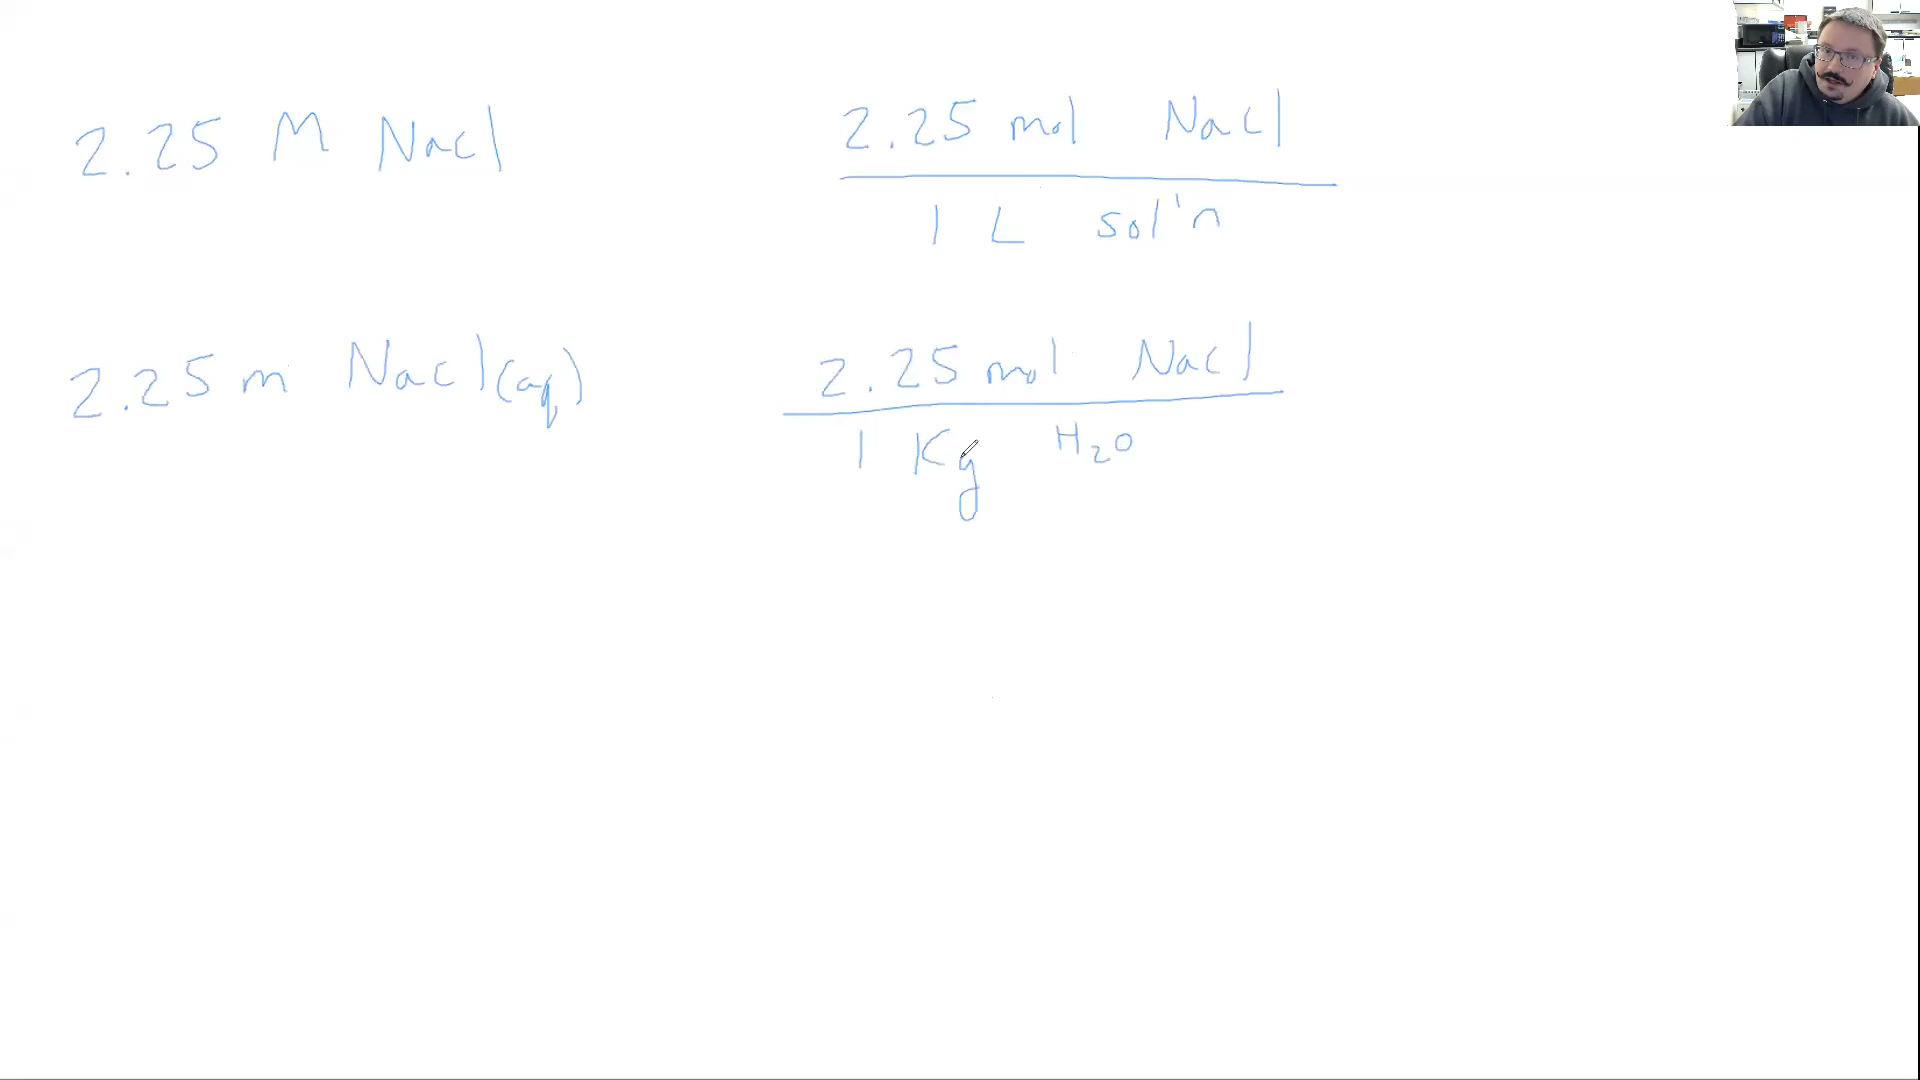 2.25 M NaCl
2.25 mol NaCl
1 L sol'n
2.25 m NaCl(aq)
2.25 mol NaCl
1 Kg H₂O